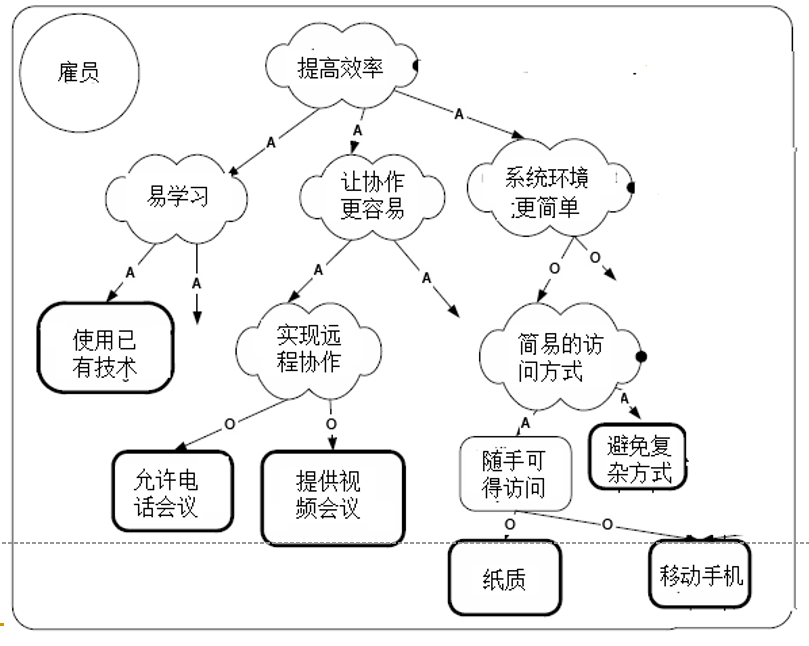 雇员
提高效率
A
A
A
易学习
让协作
更容易
系统环境
更简单
A
A
A
A
O
O
使用已
有技术
实现远
程协作
简易的访
问方式
O
O
A
A
允许电
话会议
提供视
频会议
随手可
得访问
避免复
杂方式
O
O
纸质
移动手机